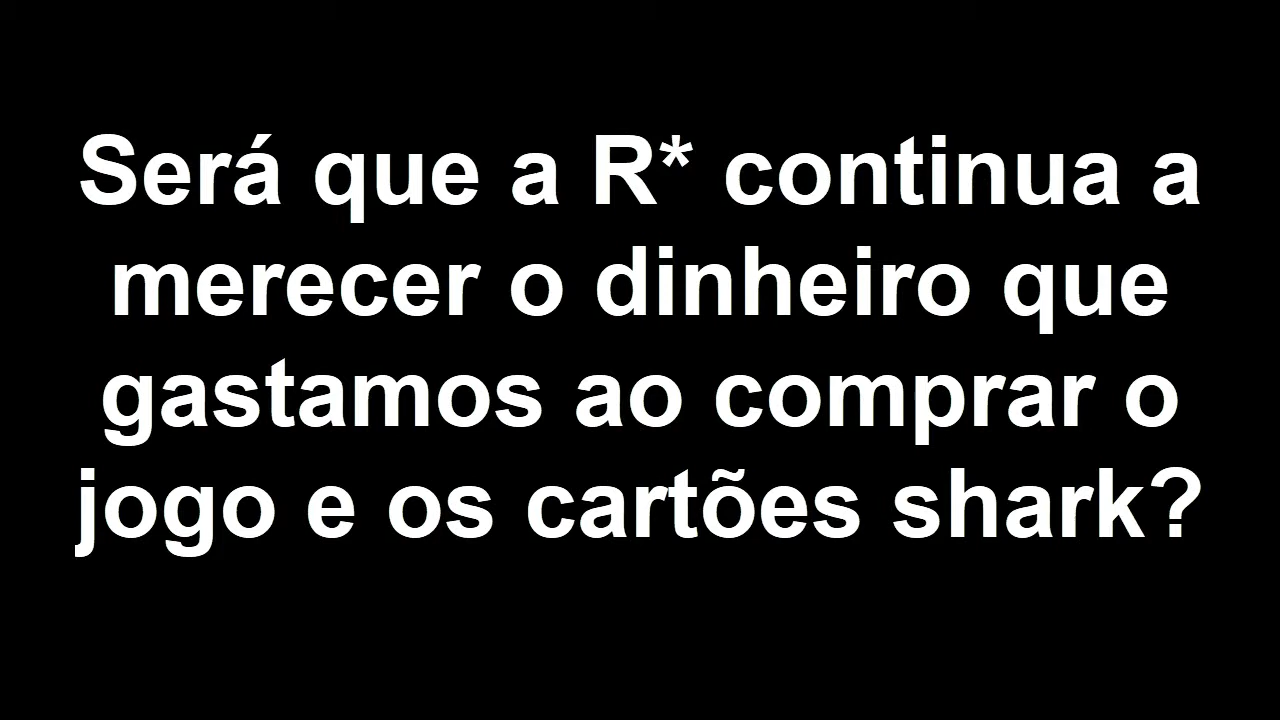 Será que a R* continua a
merecer o dinheiro que
gastamos ao comprar o
jogo e os cartões shark?